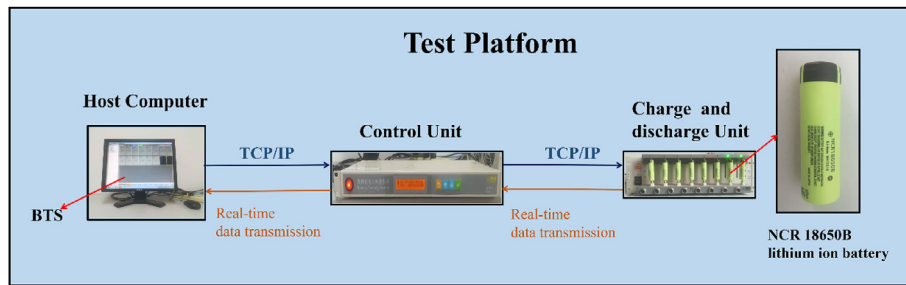 Test Platform
Host Computer
Control Unit
Charge and
discharge Unit
TCP/IP
TCP/IP
BTS
Real-time
data transmission
Real-time
data transmission
NCR 18650B
lithium ion battery